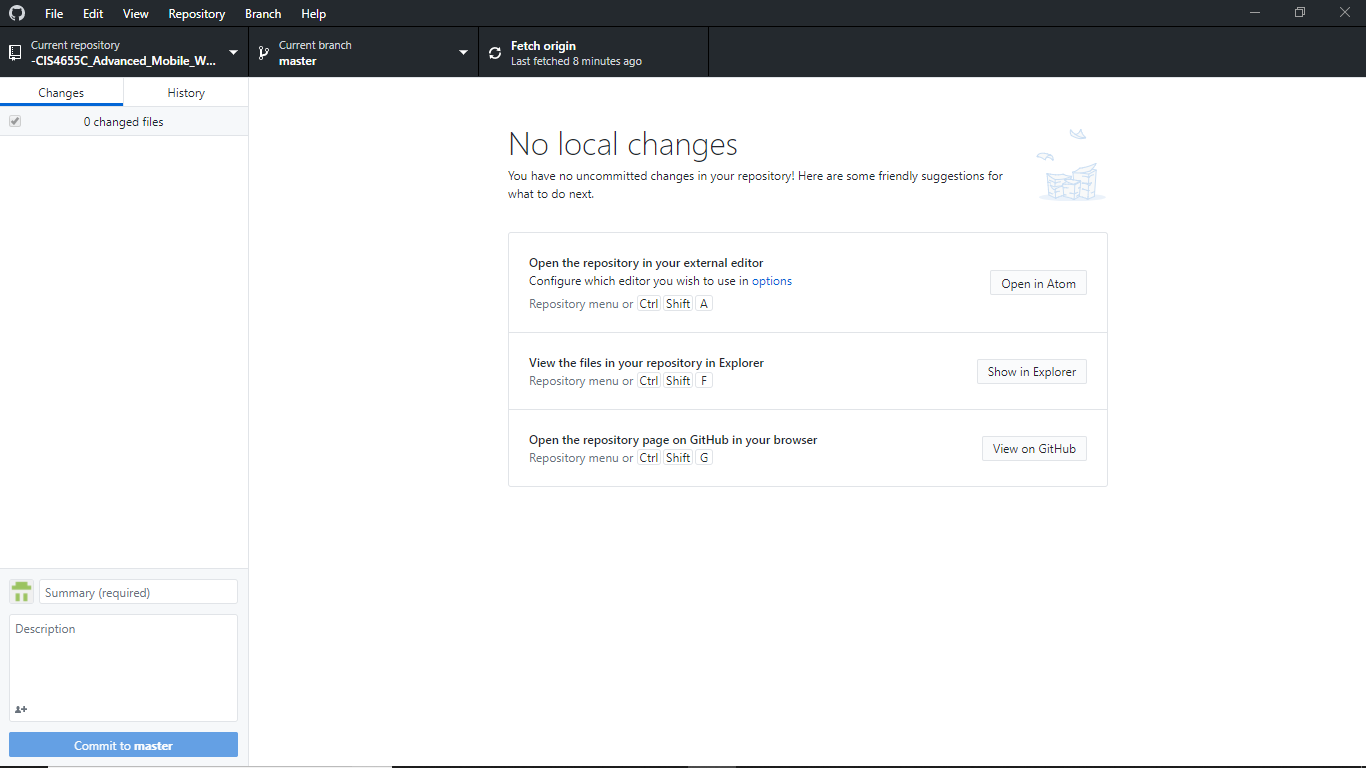 File Edit View Repository Branch Help
Current repository
-CIS4655C_Advanced_Mobile_W...
Current branch
master
Fetch origin
Last fetched 8 minutes ago
Changes History
0 changed files
No local changes
You have no uncommitted changes in your repository! Here are some friendly suggestions for
what to do next.
Open the repository in your external editor
Configure which editor you wish to use in options
Repository menu or Ctrl Shift A
Open in Atom
View the files in your repository in Explorer
Repository menu or Ctrl Shift F
Show in Explorer
Open the repository page on GitHub in your browser
Repository menu or Ctrl Shift G
View on GitHub
Summary (required)
Description
Commit to master